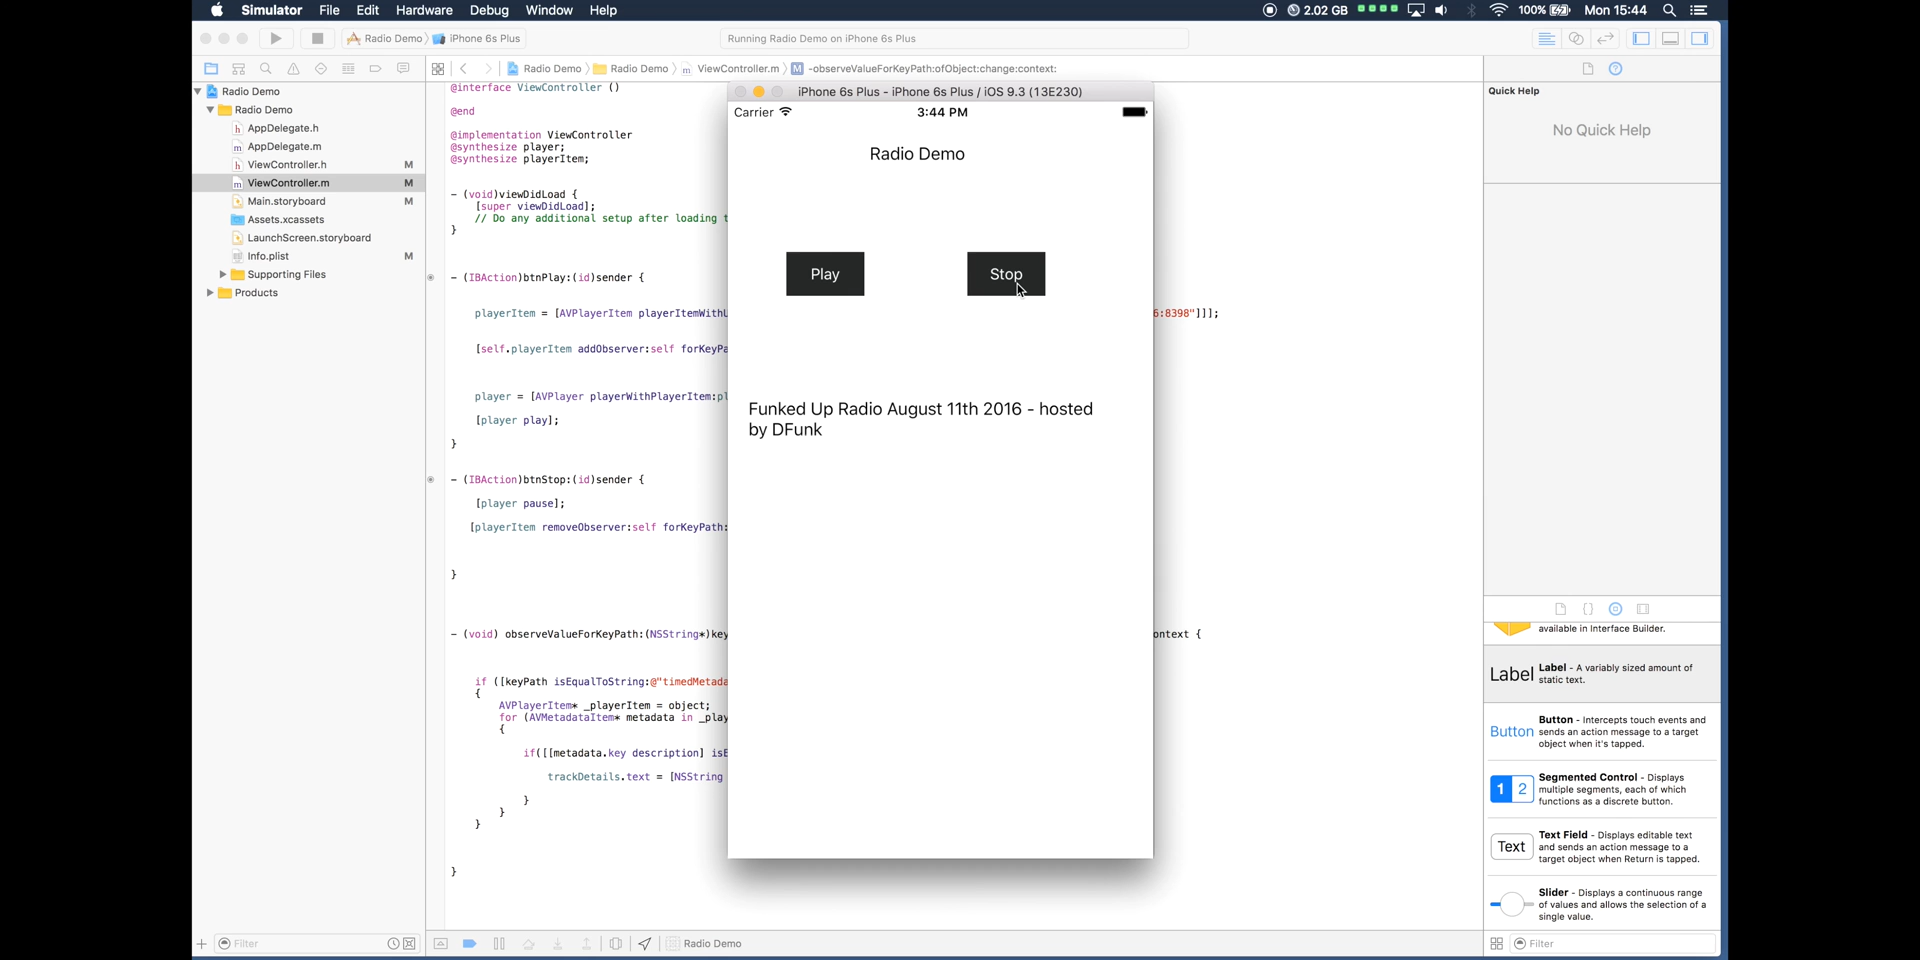 Simulator File Edit Hardware Debug Window Help 2.02 GB 100% Mon 15:44
Radio Demo iPhone 6s Plus Running Radio Demo on iPhone 6s Plus
Radio Demo Radio Demo ViewController.m M -observeValueForKeyPath:ofObject:change:context:
Radio Demo
Radio Demo
h AppDelegate.h
m AppDelegate.m
h ViewController.h M
m ViewController.m M
Main.storyboard M
Assets.xcassets
LaunchScreen.storyboard
Info.plist M
Supporting Files
Products
Filter
@interface ViewController ()
@end
@implementation ViewController
@synthesize player;
@synthesize playerItem;
- (void)viewDidLoad {
[super viewDidLoad];
// Do any additional setup after loading t
}
- (IBAction)btnPlay:(id)sender {
playerItem = [AVPlayerItem playerItemWithU
6:8398"]]];
[self.playerItem addObserver:self forKeyPa
player = [AVPlayer playerWithPlayerItem:pl
[player play];
}
- (IBAction)btnStop:(id)sender {
[player pause];
[playerItem removeObserver:self forKeyPath:
}
- (void) observeValueForKeyPath:(NSString*)key
ontext {
if ([keyPath isEqualToString:@"timedMetada
{
AVPlayerItem* _playerItem = object;
for (AVMetadataItem* metadata in _play
{
if([[metadata.key description] isE
trackDetails.text = [NSString
}
}
}
}
Radio Demo
iPhone 6s Plus - iPhone 6s Plus / iOS 9.3 (13E230)
Carrier 3:44 PM
Radio Demo
Play Stop
Funked Up Radio August 11th 2016 - hosted
by DFunk
Quick Help
No Quick Help
available in Interface Builder.
Label Label - A variably sized amount of
static text.
Button Button - Intercepts touch events and
sends an action message to a target
object when it's tapped.
1 2 Segmented Control - Displays
multiple segments, each of which
functions as a discrete button.
Text Text Field - Displays editable text
and sends an action message to a
target object when Return is tapped.
Slider - Displays a continuous range
of values and allows the selection of a
single value.
Filter